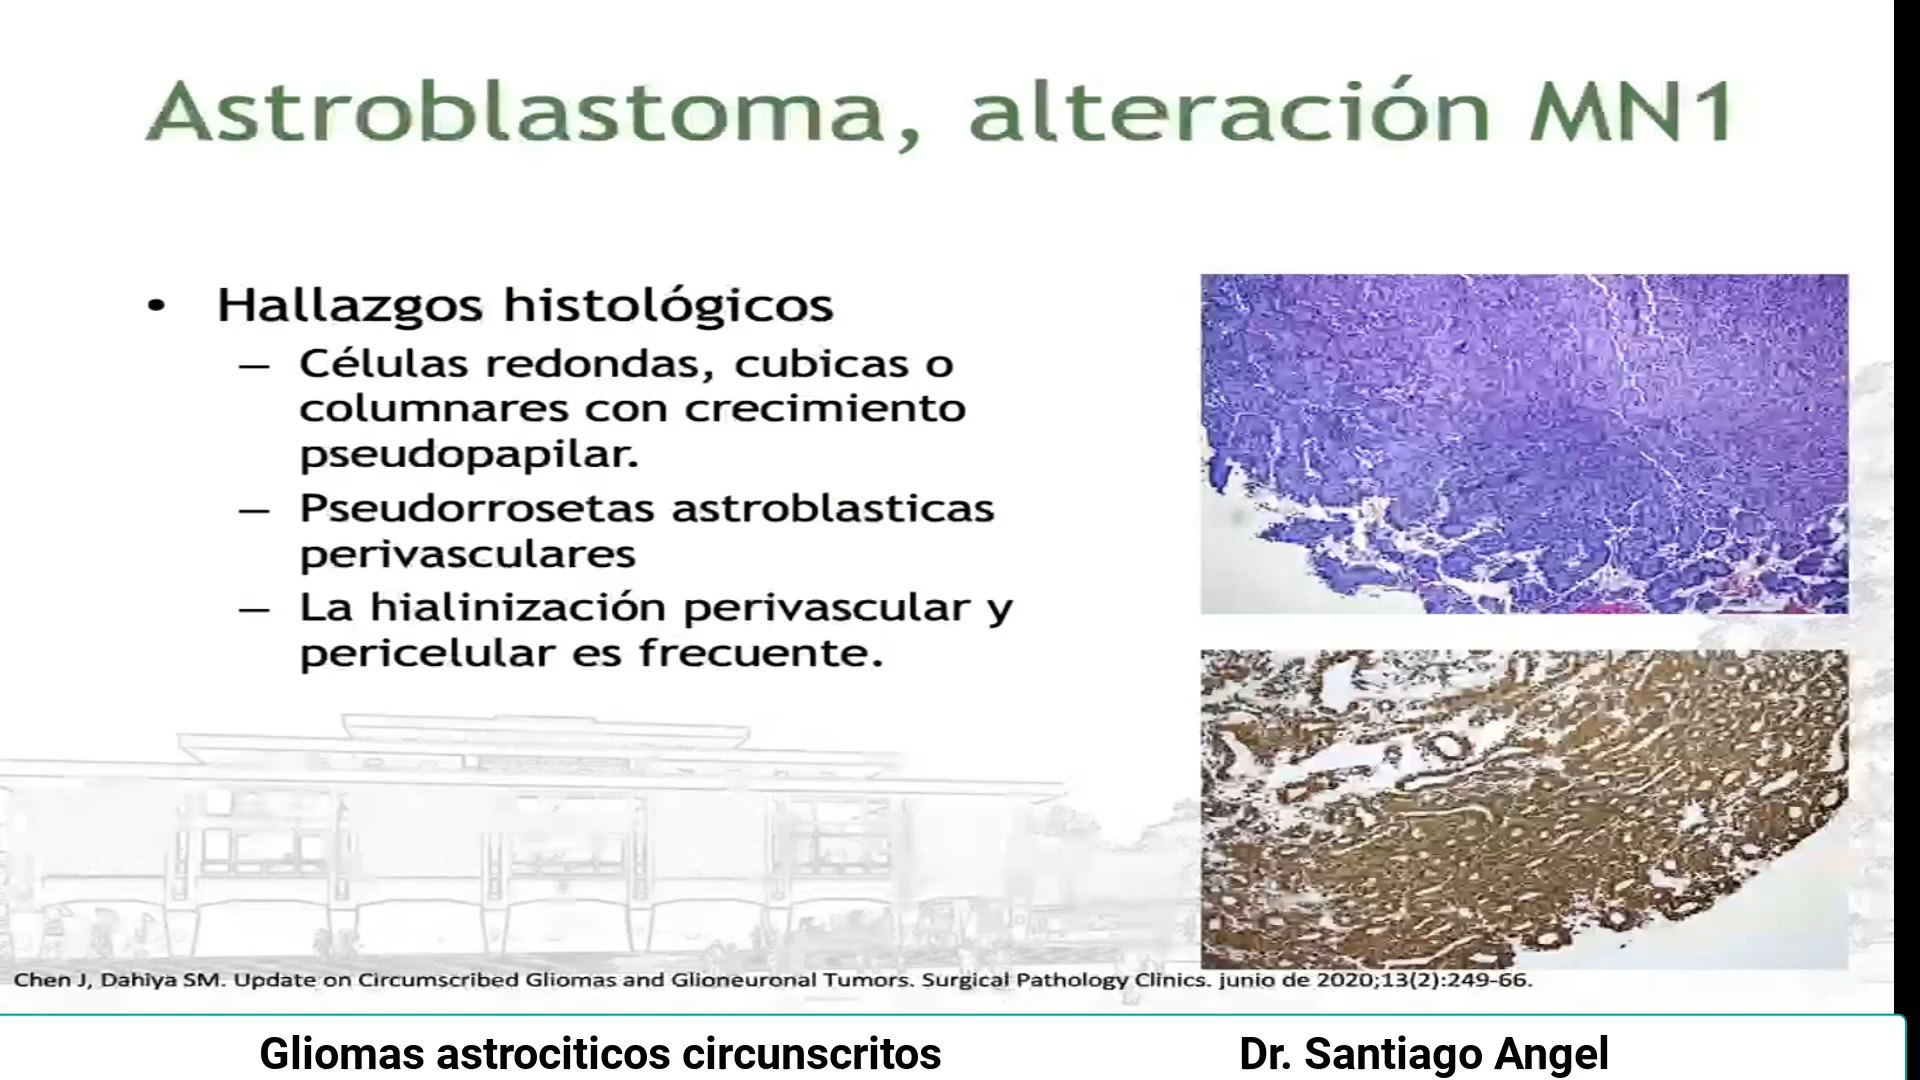 Astroblastoma, alteración MN1
• Hallazgos histológicos
– Células redondas, cubicas o
columnares con crecimiento
pseudopapilar.
– Pseudorrosetas astroblasticas
perivasculares
– La hialinización perivascular y
pericelular es frecuente.
Chen J, Dahiya SM. Update on Circumscribed Gliomas and Glioneuronal Tumors. Surgical Pathology Clinics. junio de 2020;13(2):249-66.
Gliomas astrociticos circunscritos
Dr. Santiago Angel